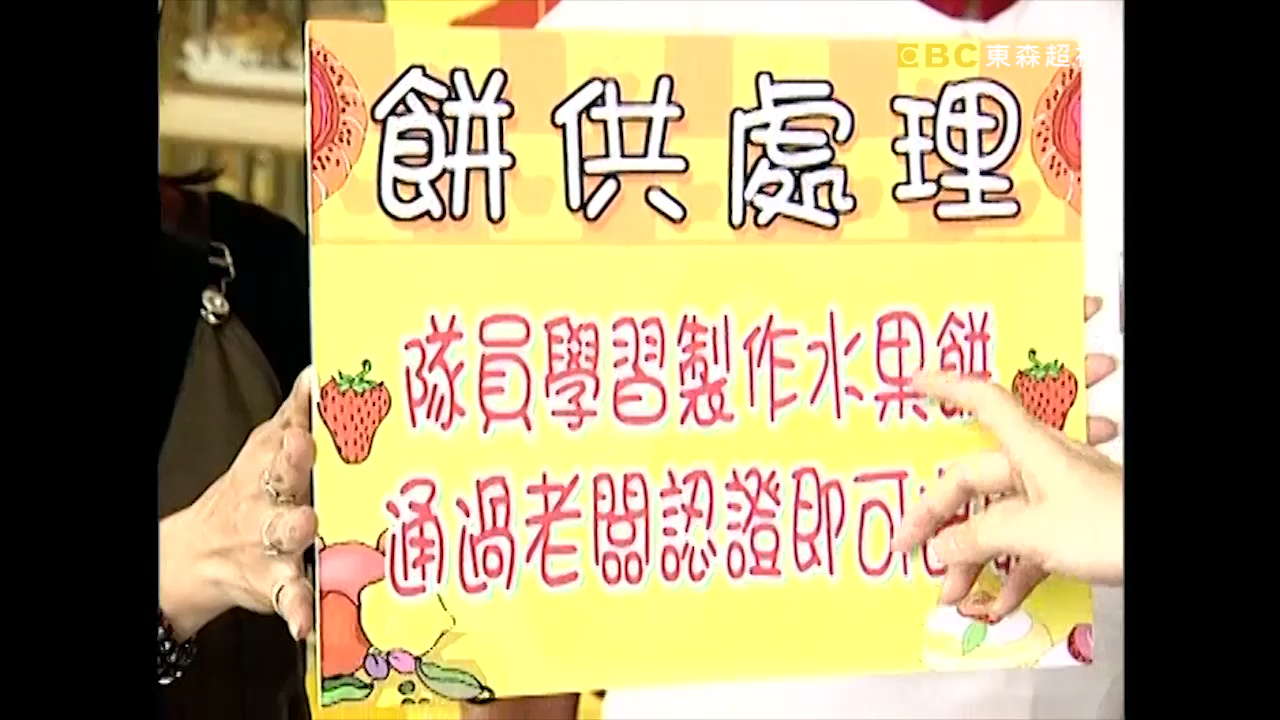 EBC 東森超
餅供處理
隊員學習製作水果餅
通過老闆認證即可